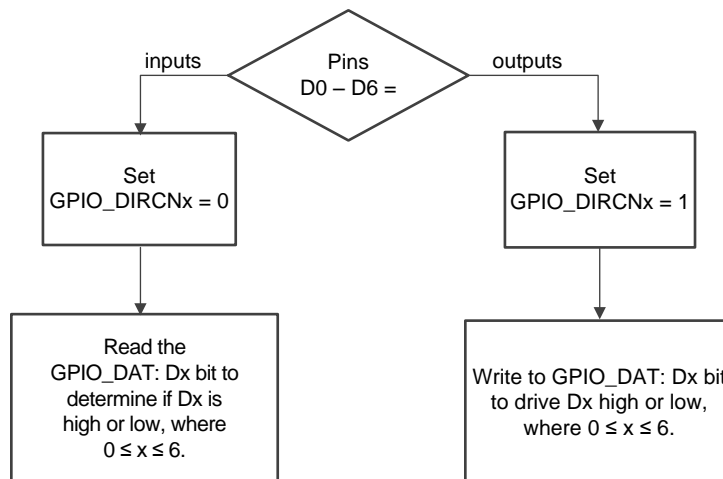 inputs
Pins
D0 – D6 =
outputs
Set
GPIO_DIRCNx = 0
Set
GPIO_DIRCNx = 1
Read the
GPIO_DAT: Dx bit to
determine if Dx is
high or low, where
0 ≤ x ≤ 6.
Write to GPIO_DAT: Dx bit
to drive Dx high or low,
where 0 ≤ x ≤ 6.